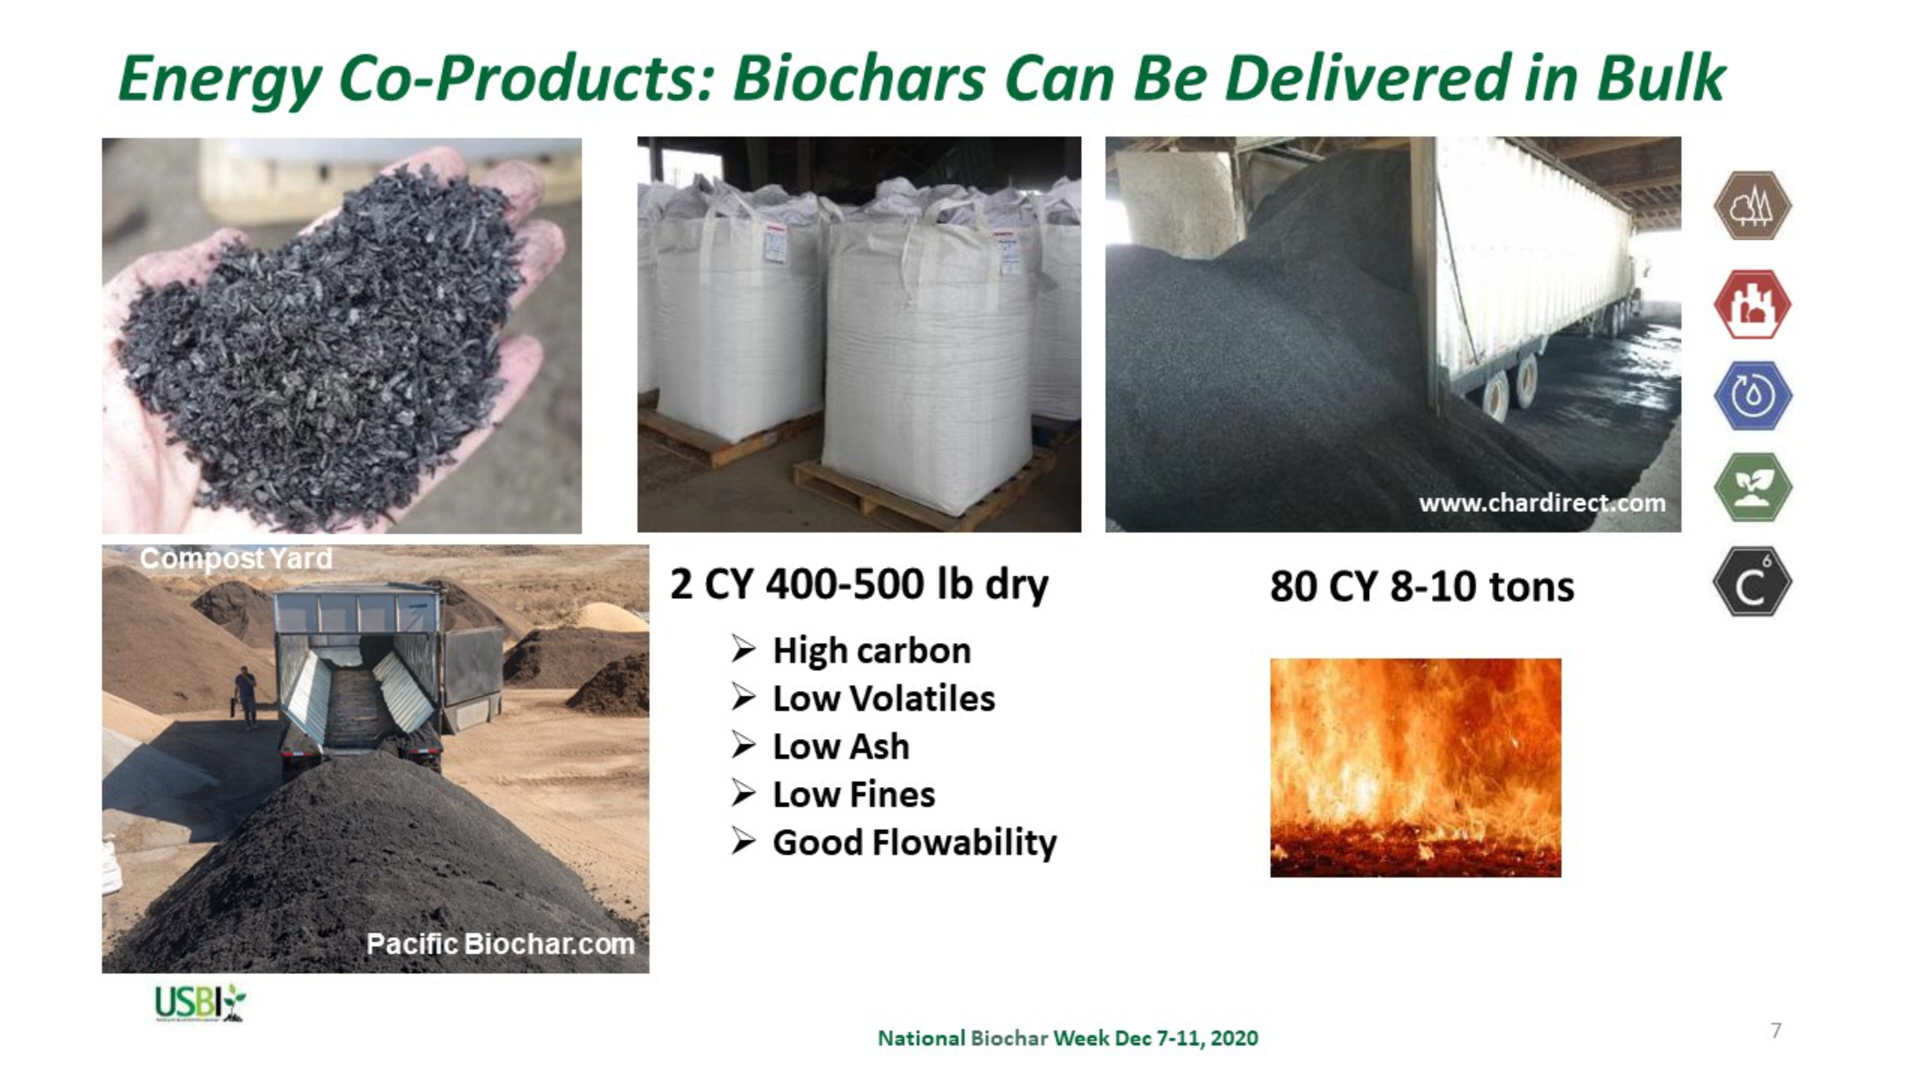 Energy Co-Products: Biochars Can Be Delivered in Bulk
www.chardirect.com
C 6
Compost Yard
Pacific Biochar.com
2 CY 400-500 lb dry
80 CY 8-10 tons
High carbon
Low Volatiles
Low Ash
Low Fines
Good Flowability
USBI
National Biochar Week Dec 7-11, 2020
7